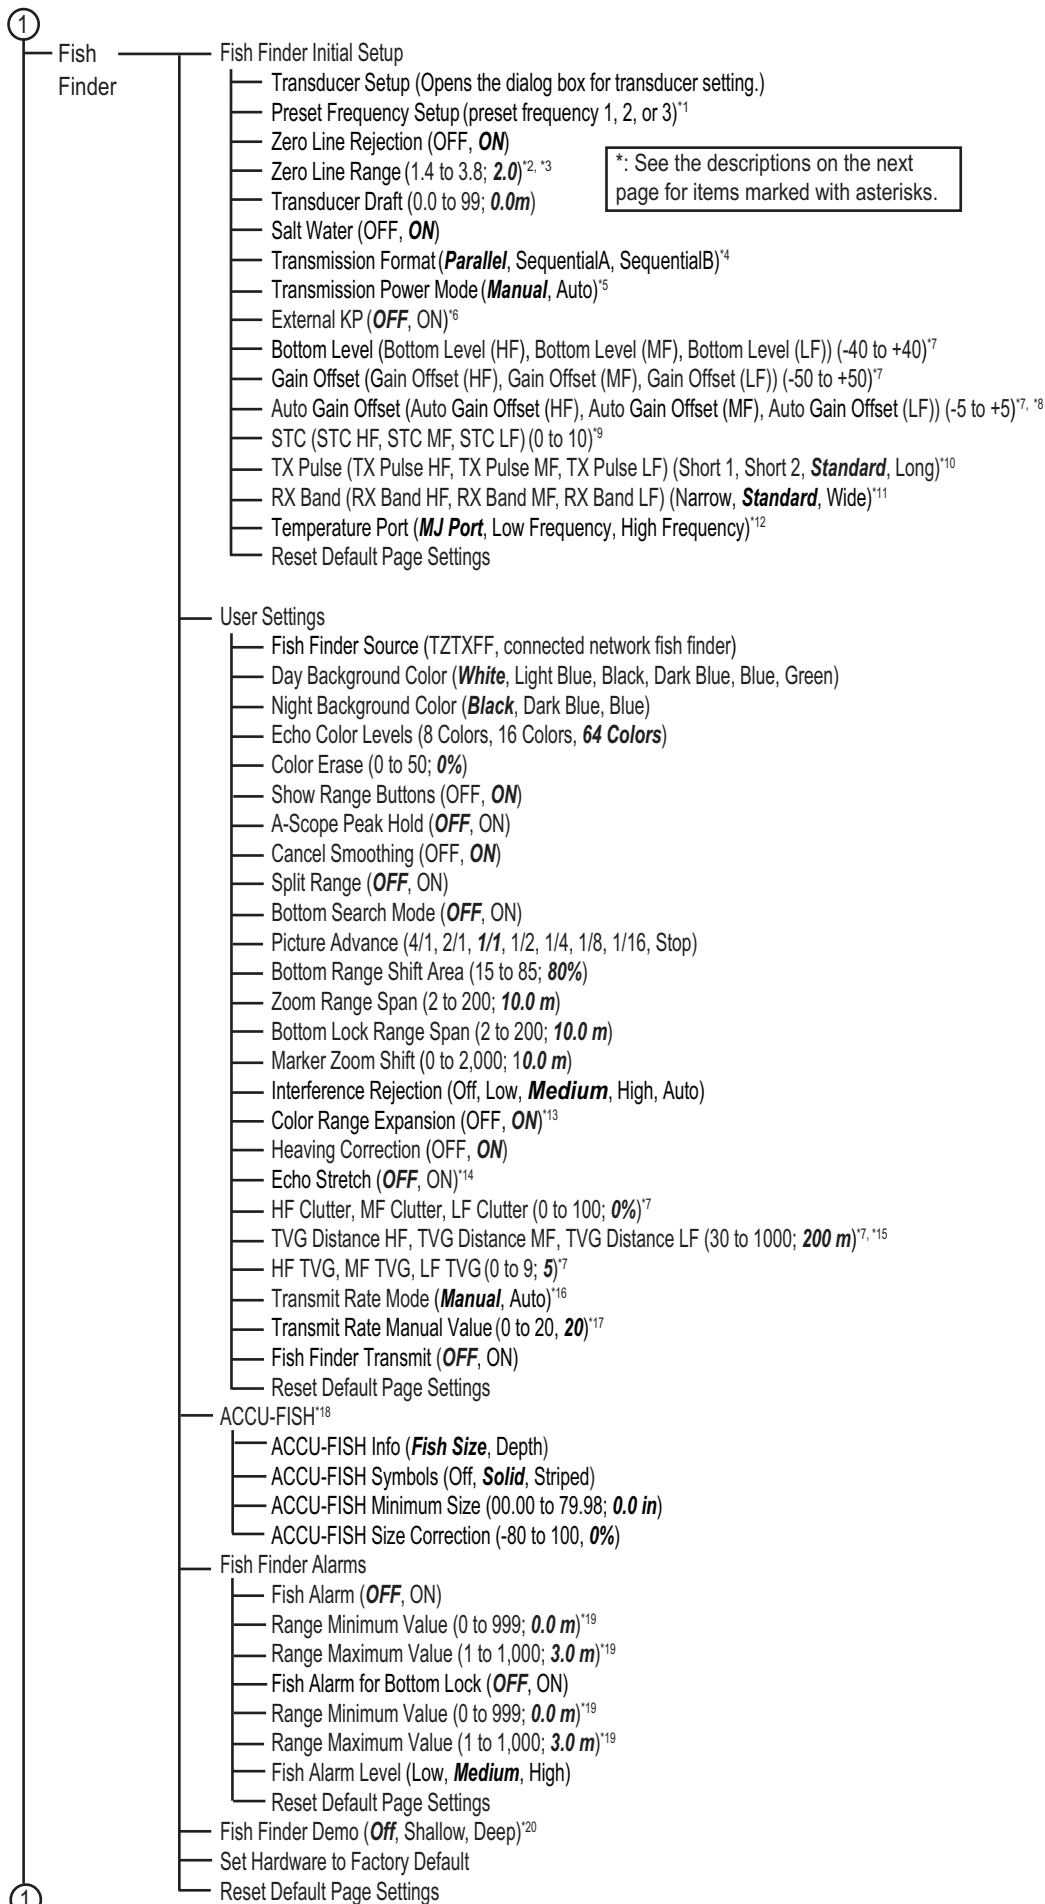 1
Fish Finder
Fish Finder Initial Setup
Transducer Setup (Opens the dialog box for transducer setting.)
Preset Frequency Setup (preset frequency 1, 2, or 3)*1
Zero Line Rejection (OFF, ON)
Zero Line Range (1.4 to 3.8; 2.0)*2, *3
*: See the descriptions on the next
page for items marked with asterisks.
Transducer Draft (0.0 to 99; 0.0m)
Salt Water (OFF, ON)
Transmission Format (Parallel, SequentialA, SequentialB)*4
Transmission Power Mode (Manual, Auto)*5
External KP (OFF, ON)*6
Bottom Level (Bottom Level (HF), Bottom Level (MF), Bottom Level (LF)) (-40 to +40)*7
Gain Offset (Gain Offset (HF), Gain Offset (MF), Gain Offset (LF)) (-50 to +50)*7
Auto Gain Offset (Auto Gain Offset (HF), Auto Gain Offset (MF), Auto Gain Offset (LF)) (-5 to +5)*7, *8
STC (STC HF, STC MF, STC LF) (0 to 10)*9
TX Pulse (TX Pulse HF, TX Pulse MF, TX Pulse LF) (Short 1, Short 2, Standard, Long)*10
RX Band (RX Band HF, RX Band MF, RX Band LF) (Narrow, Standard, Wide)*11
Temperature Port (MJ Port, Low Frequency, High Frequency)*12
Reset Default Page Settings
User Settings
Fish Finder Source (TZTXFF, connected network fish finder)
Day Background Color (White, Light Blue, Black, Dark Blue, Blue, Green)
Night Background Color (Black, Dark Blue, Blue)
Echo Color Levels (8 Colors, 16 Colors, 64 Colors)
Color Erase (0 to 50; 0%)
Show Range Buttons (OFF, ON)
A-Scope Peak Hold (OFF, ON)
Cancel Smoothing (OFF, ON)
Split Range (OFF, ON)
Bottom Search Mode (OFF, ON)
Picture Advance (4/1, 2/1, 1/1, 1/2, 1/4, 1/8, 1/16, Stop)
Bottom Range Shift Area (15 to 85; 80%)
Zoom Range Span (2 to 200; 10.0 m)
Bottom Lock Range Span (2 to 200; 10.0 m)
Marker Zoom Shift (0 to 2,000; 10.0 m)
Interference Rejection (Off, Low, Medium, High, Auto)
Color Range Expansion (OFF, ON)*13
Heaving Correction (OFF, ON)
Echo Stretch (OFF, ON)*14
HF Clutter, MF Clutter, LF Clutter (0 to 100; 0%)*7
TVG Distance HF, TVG Distance MF, TVG Distance LF (30 to 1000; 200 m)*7, *15
HF TVG, MF TVG, LF TVG (0 to 9; 5)*7
Transmit Rate Mode (Manual, Auto)*16
Transmit Rate Manual Value (0 to 20, 20)*17
Fish Finder Transmit (OFF, ON)
Reset Default Page Settings
ACCU-FISH*18
ACCU-FISH Info (Fish Size, Depth)
ACCU-FISH Symbols (Off, Solid, Striped)
ACCU-FISH Minimum Size (00.00 to 79.98; 0.0 in)
ACCU-FISH Size Correction (-80 to 100, 0%)
Fish Finder Alarms
Fish Alarm (OFF, ON)
Range Minimum Value (0 to 999; 0.0 m)*19
Range Maximum Value (1 to 1,000; 3.0 m)*19
Fish Alarm for Bottom Lock (OFF, ON)
Range Minimum Value (0 to 999; 0.0 m)*19
Range Maximum Value (1 to 1,000; 3.0 m)*19
Fish Alarm Level (Low, Medium, High)
Reset Default Page Settings
Fish Finder Demo (Off, Shallow, Deep)*20
Set Hardware to Factory Default
Reset Default Page Settings
1